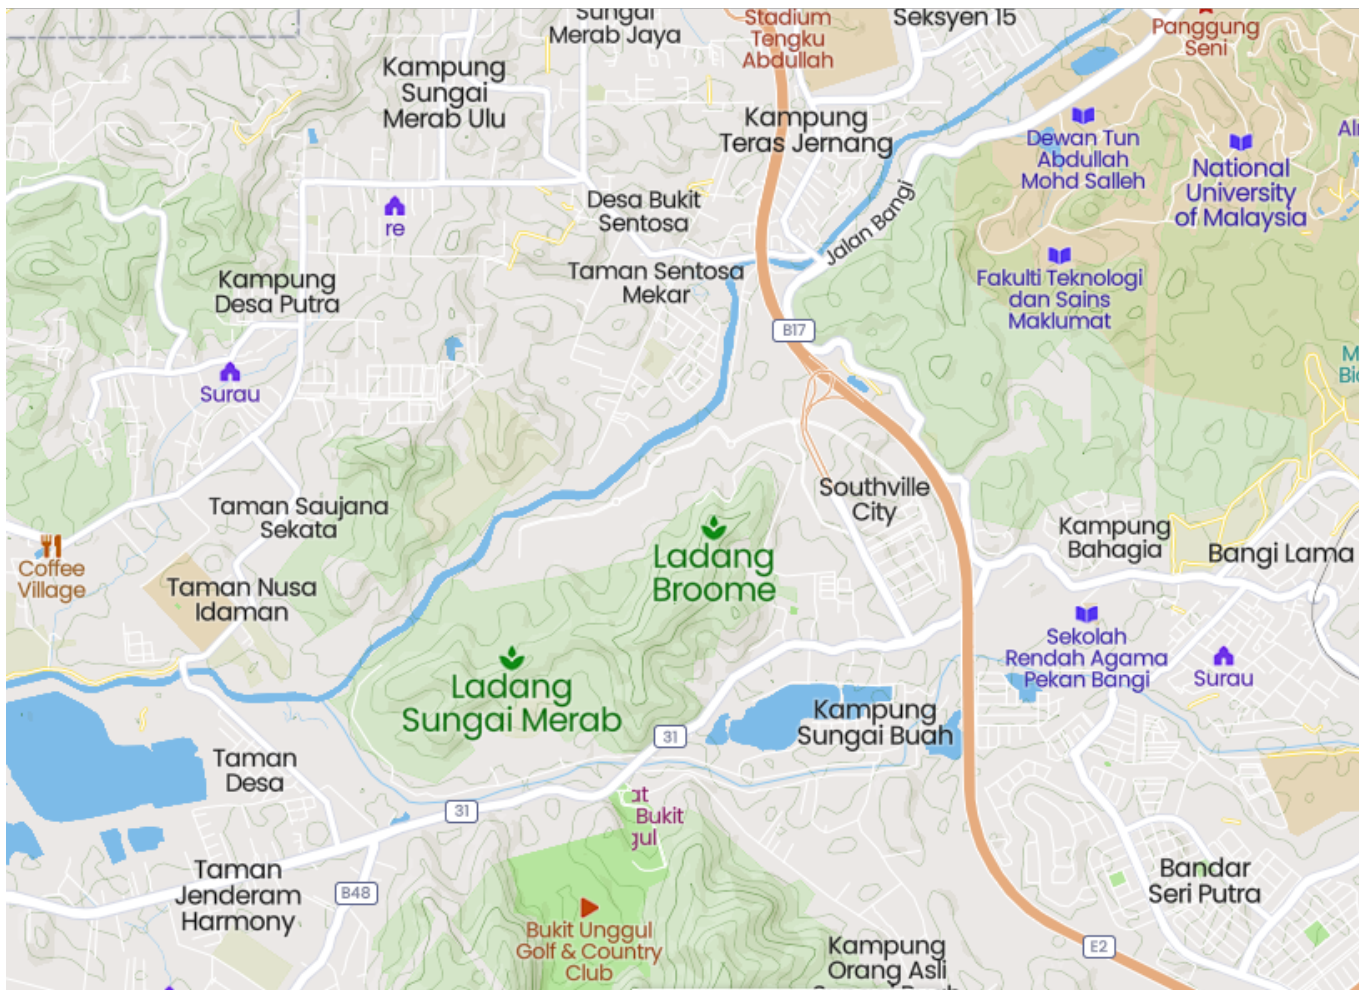 Sungai
Merab Jaya
Stadium
Tengku
Abdullah
Seksyen 15
Panggung
Seni
Kampung
Sungai
Merab Ulu
Kampung
Teras Jernang
Dewan Tun
Abdullah
Mohd Salleh
National
University
of Malaysia
re
Desa Bukit
Sentosa
Jalan Bangi
Kampung
Desa Putra
Taman Sentosa
Mekar
Fakulti Teknologi
dan Sains
Maklumat
B17
Surau
Southville
City
Taman Saujana
Sekata
Kampung
Bahagia
Bangi Lama
Coffee
Village
Ladang
Broome
Taman Nusa
Idaman
Sekolah
Rendah Agama
Pekan Bangi
Surau
Ladang
Sungai Merab
Kampung
Sungai Buah
31
Taman
Desa
31
at
Bukit
gul
Taman
Jenderam
Harmony
B48
Bandar
Seri Putra
Bukit Unggul
Golf & Country
Club
Kampung
Orang Asli
E2